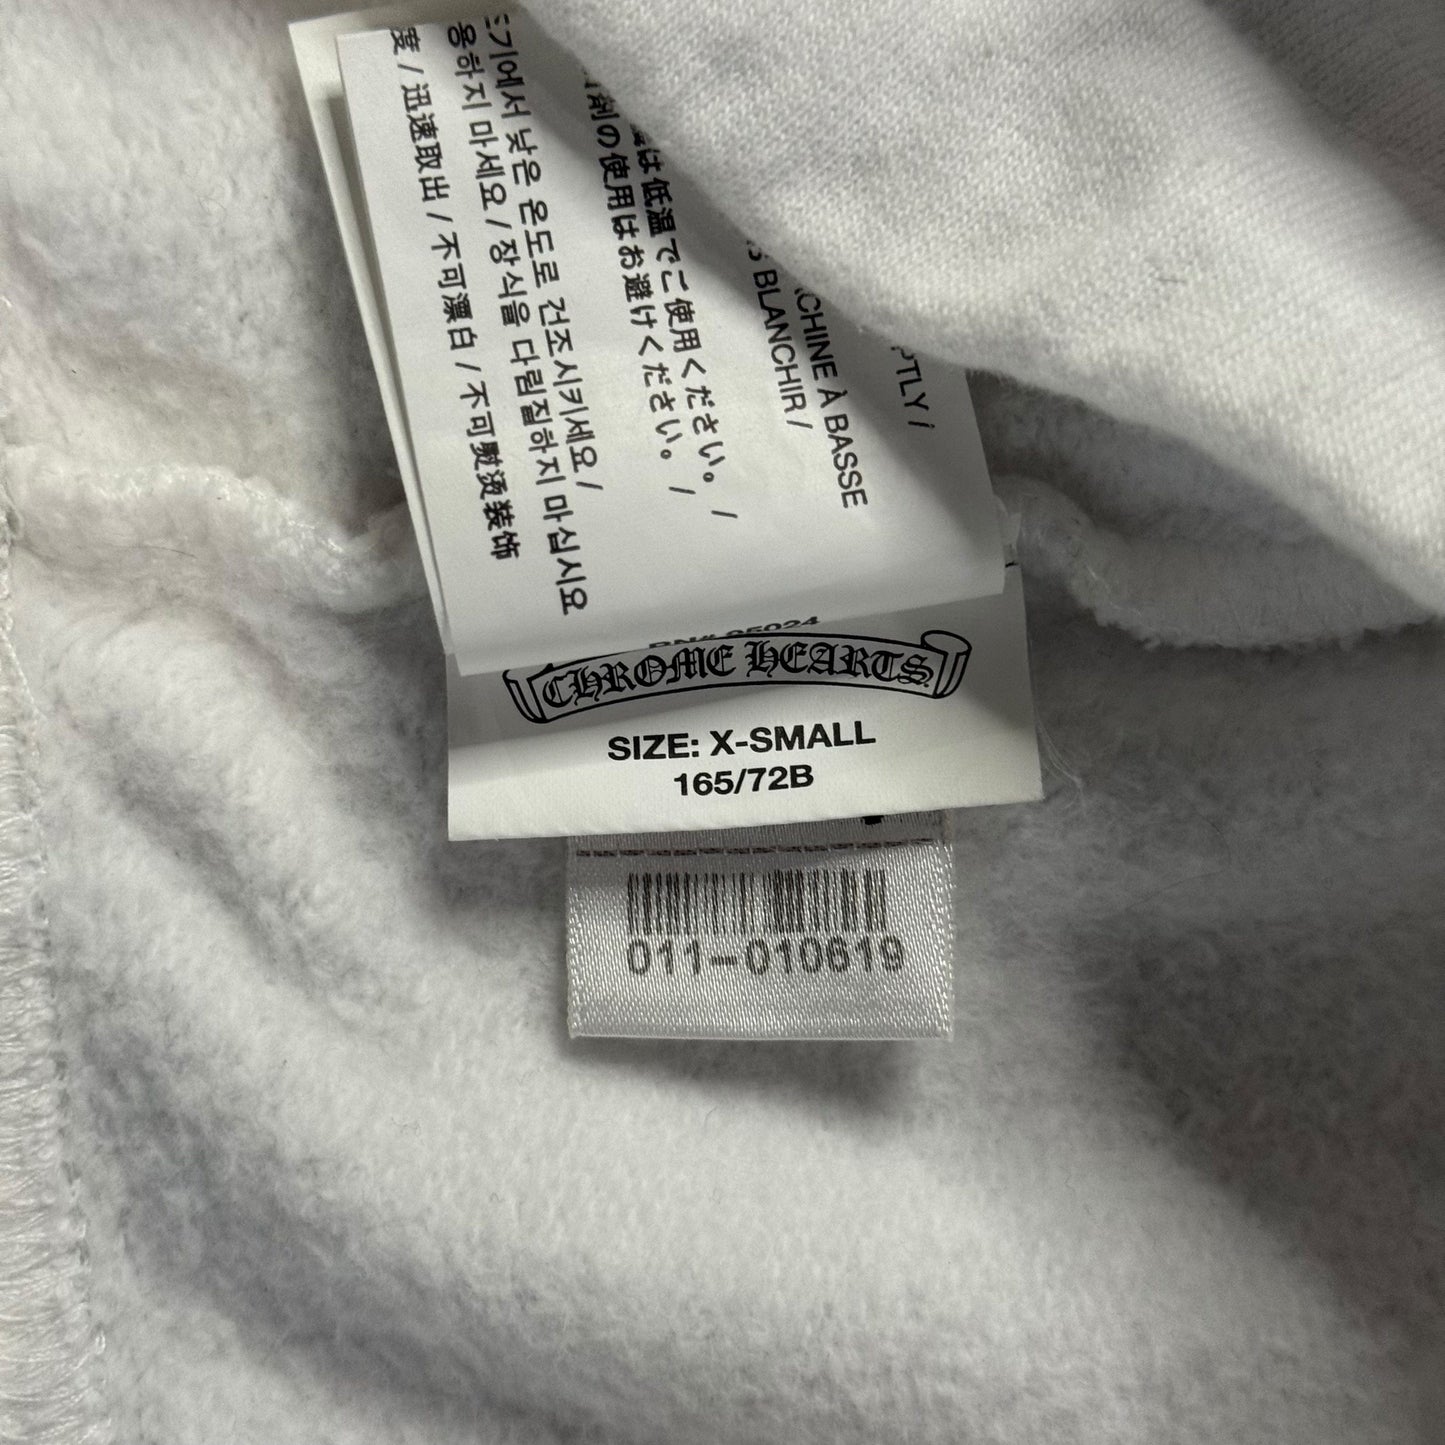 PTLY /
CHINE À BASSE
BLANCHIR /
は低温でご使用ください。 /
剤の使用はお避けください。 /
기에서 낮은 온도로 건조시키세요 /
용하지 마세요 / 장식을 다림질하지 마십시요
度 / 迅速取出 / 不可漂白 / 不可熨烫装饰
CHROME HEARTS
SIZE: X-SMALL
165/72B
011-010619